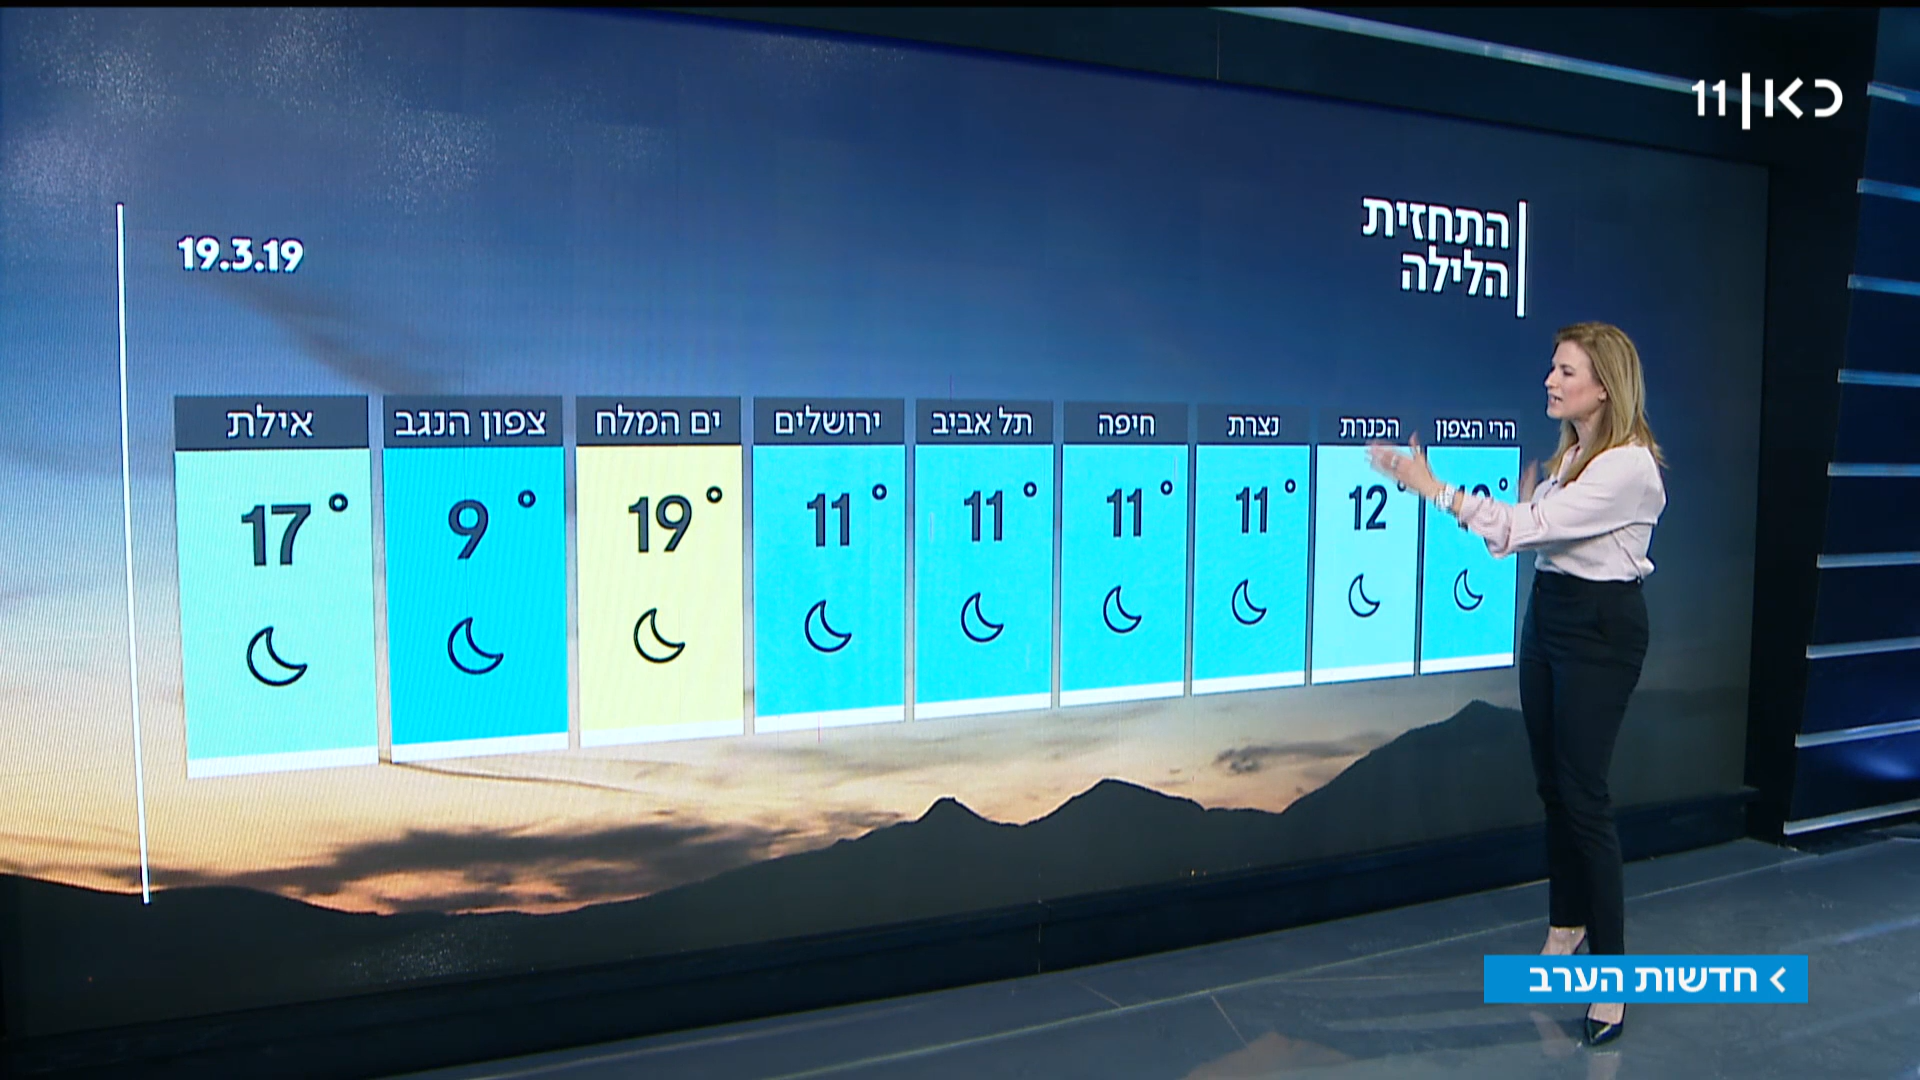 כאן 11
התחזית
הלילה
19.3.19
הרי הצפון
הכנרת
נצרת
חיפה
תל אביב
ירושלים
ים המלח
צפון הנגב
אילת
12°
11°
11°
11°
11°
19°
9°
17°
חדשות הערב